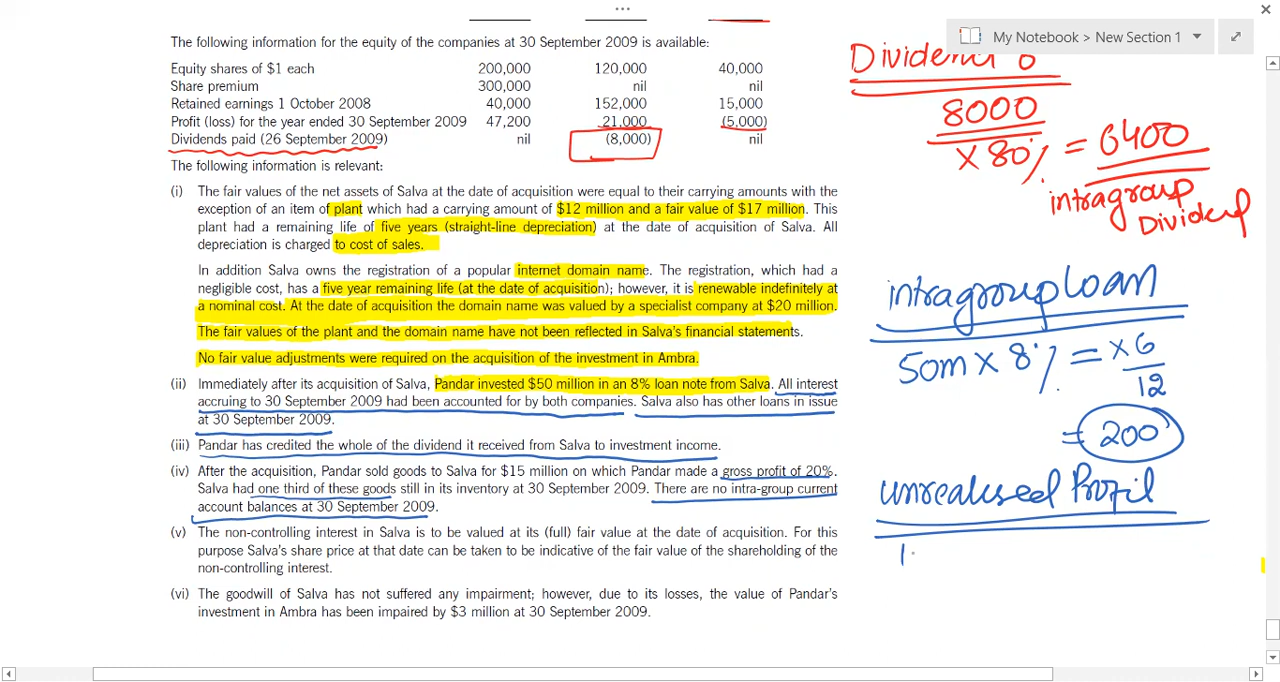 My Notebook > New Section 1
The following information for the equity of the companies at 30 September 2009 is available:
Equity shares of $1 each 200,000 120,000 40,000
Share premium 300,000 nil nil
Retained earnings 1 October 2008 40,000 152,000 15,000
Profit (loss) for the year ended 30 September 2009 47,200 21,000 (5,000)
Dividends paid (26 September 2009) nil (8,000) nil
The following information is relevant:
(i) The fair values of the net assets of Salva at the date of acquisition were equal to their carrying amounts with the
exception of an item of plant which had a carrying amount of $12 million and a fair value of $17 million. This
plant had a remaining life of five years (straight-line depreciation) at the date of acquisition of Salva. All
depreciation is charged to cost of sales.
In addition Salva owns the registration of a popular internet domain name. The registration, which had a
negligible cost, has a five year remaining life (at the date of acquisition); however, it is renewable indefinitely at
a nominal cost. At the date of acquisition the domain name was valued by a specialist company at $20 million.
The fair values of the plant and the domain name have not been reflected in Salva's financial statements.
No fair value adjustments were required on the acquisition of the investment in Ambra.
(ii) Immediately after its acquisition of Salva, Pandar invested $50 million in an 8% loan note from Salva. All interest
accruing to 30 September 2009 had been accounted for by both companies. Salva also has other loans in issue
at 30 September 2009.
(iii) Pandar has credited the whole of the dividend it received from Salva to investment income.
(iv) After the acquisition, Pandar sold goods to Salva for $15 million on which Pandar made a gross profit of 20%.
Salva had one third of these goods still in its inventory at 30 September 2009. There are no intra-group current
account balances at 30 September 2009.
(v) The non-controlling interest in Salva is to be valued at its (full) fair value at the date of acquisition. For this
purpose Salva's share price at that date can be taken to be indicative of the fair value of the shareholding of the
non-controlling interest.
(vi) The goodwill of Salva has not suffered any impairment; however, due to its losses, the value of Pandar's
investment in Ambra has been impaired by $3 million at 30 September 2009.
Dividend
8000
x 80% = 6400
intragroup
Dividend
intragroup Loan
50m x 8% = x 6
12
= 200
unrealised Profit
1